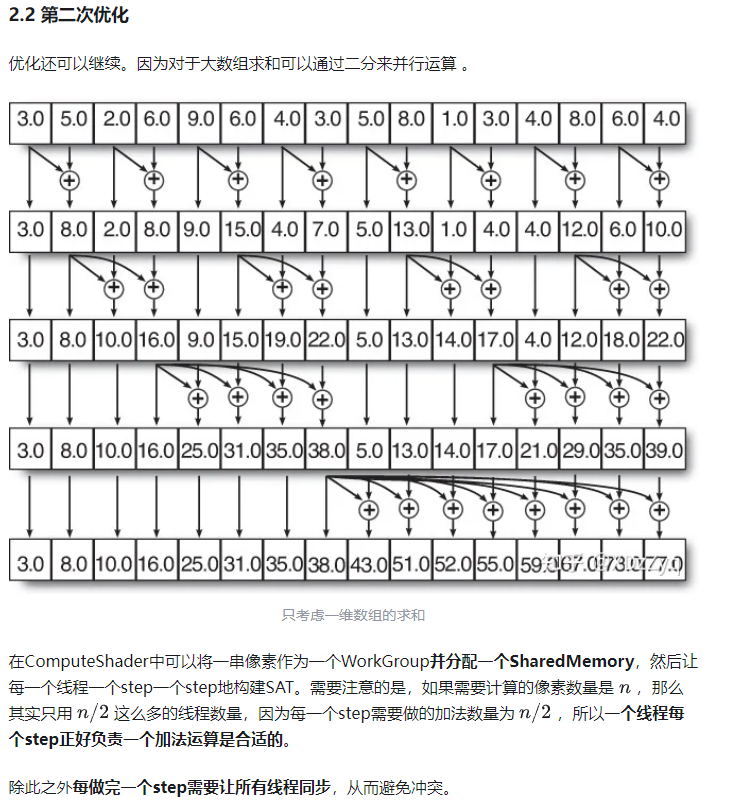 2.2 第二次优化
优化还可以继续。因为对于大数组求和可以通过二分来并行运算 。
3.0 5.0 2.0 6.0 9.0 6.0 4.0 3.0 5.0 8.0 1.0 3.0 4.0 8.0 6.0 4.0
+ + + + + + + +
3.0 8.0 2.0 8.0 9.0 15.0 4.0 7.0 5.0 13.0 1.0 4.0 4.0 12.0 6.0 10.0
+ + + + + + + +
3.0 8.0 10.0 16.0 9.0 15.0 19.0 22.0 5.0 13.0 14.0 17.0 4.0 12.0 18.0 22.0
+ + + + + + + +
3.0 8.0 10.0 16.0 25.0 31.0 35.0 38.0 5.0 13.0 14.0 17.0 21.0 29.0 35.0 39.0
+ + + + + + + +
3.0 8.0 10.0 16.0 25.0 31.0 35.0 38.0 43.0 51.0 52.0 55.0 59.0 67.0 73.0
只考虑一维数组的求和
在ComputeShader中可以将一串像素作为一个WorkGroup并分配一个SharedMemory，然后让
每一个线程一个step一个step地构建SAT。需要注意的是，如果需要计算的像素数量是 n ，那么
其实只用 n/2 这么多的线程数量，因为每一个step需要做的加法数量为 n/2 ，所以一个线程每
个step正好负责一个加法运算是合适的。
除此之外每做完一个step需要让所有线程同步，从而避免冲突。